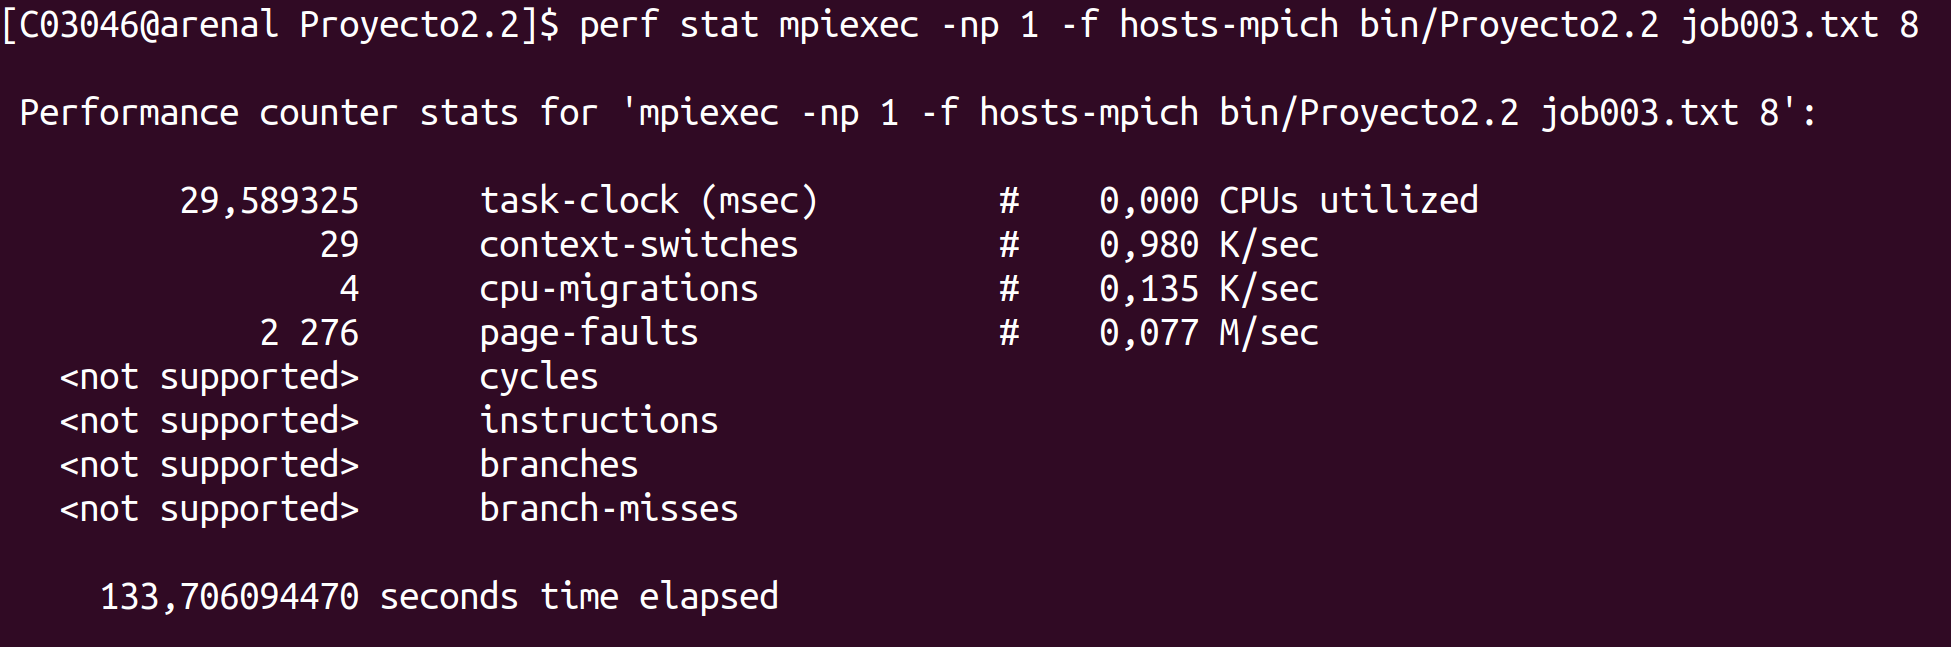 [C03046@arenal Proyecto2.2]$ perf stat mpiexec -np 1 -f hosts-mpich bin/Proyecto2.2 job003.txt 8
Performance counter stats for 'mpiexec -np 1 -f hosts-mpich bin/Proyecto2.2 job003.txt 8':
29,589325 task-clock (msec) # 0,000 CPUs utilized
29 context-switches # 0,980 K/sec
4 cpu-migrations # 0,135 K/sec
2 276 page-faults # 0,077 M/sec
<not supported> cycles
<not supported> instructions
<not supported> branches
<not supported> branch-misses
133,706094470 seconds time elapsed